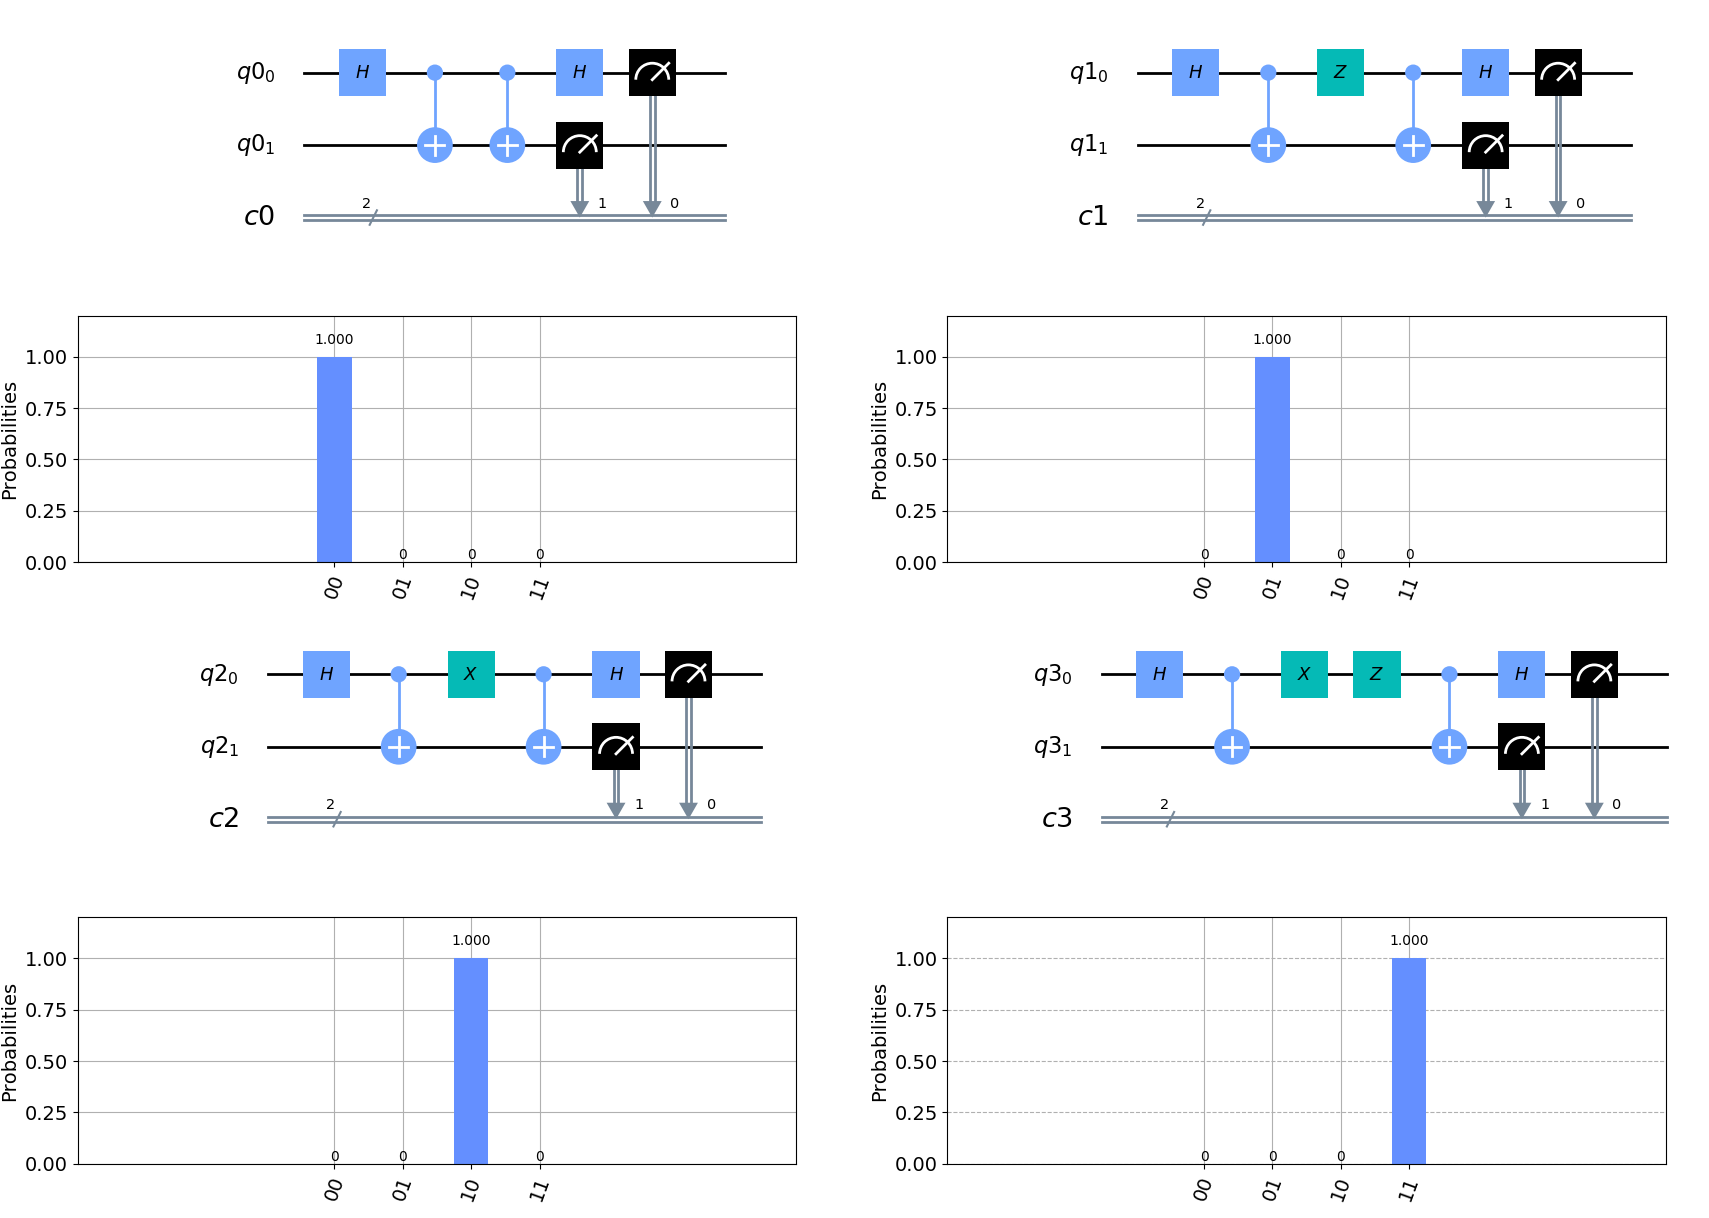 q0₀ H H
q0₁
c0 2 1 0
q1₀ H Z H
q1₁
c1 2 1 0
Probabilities
1.00
0.75
0.50
0.25
0.00
1.000 0 0 0
00 01 10 11
Probabilities
1.00
0.75
0.50
0.25
0.00
0 1.000 0 0
00 01 10 11
q2₀ H X H
q2₁
c2 2 1 0
q3₀ H X Z H
q3₁
c3 2 1 0
Probabilities
1.00
0.75
0.50
0.25
0.00
0 0 1.000 0
00 01 10 11
Probabilities
1.00
0.75
0.50
0.25
0.00
0 0 0 1.000
00 01 10 11